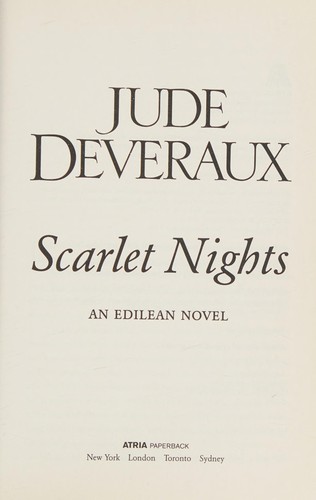 JUDE
DEVERAUX
Scarlet Nights
AN EDILEAN NOVEL
ATRIA PAPERBACK
New York London Toronto Sydney